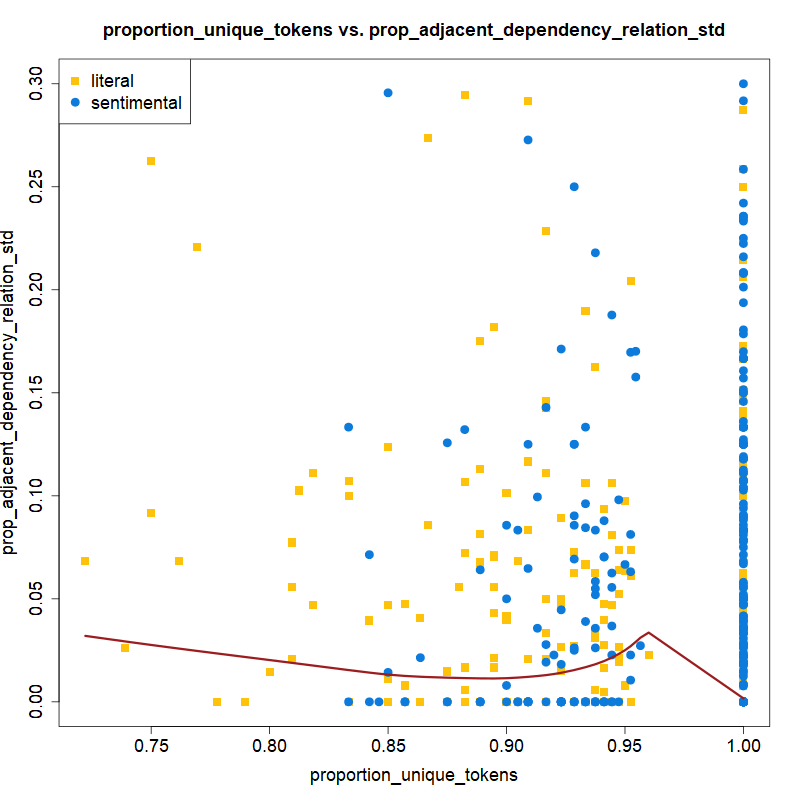 proportion_unique_tokens vs. prop_adjacent_dependency_relation_std
literal
sentimental
prop_adjacent_dependency_relation_std
0.30
0.25
0.20
0.15
0.10
0.05
0.00
0.75 0.80 0.85 0.90 0.95 1.00
proportion_unique_tokens